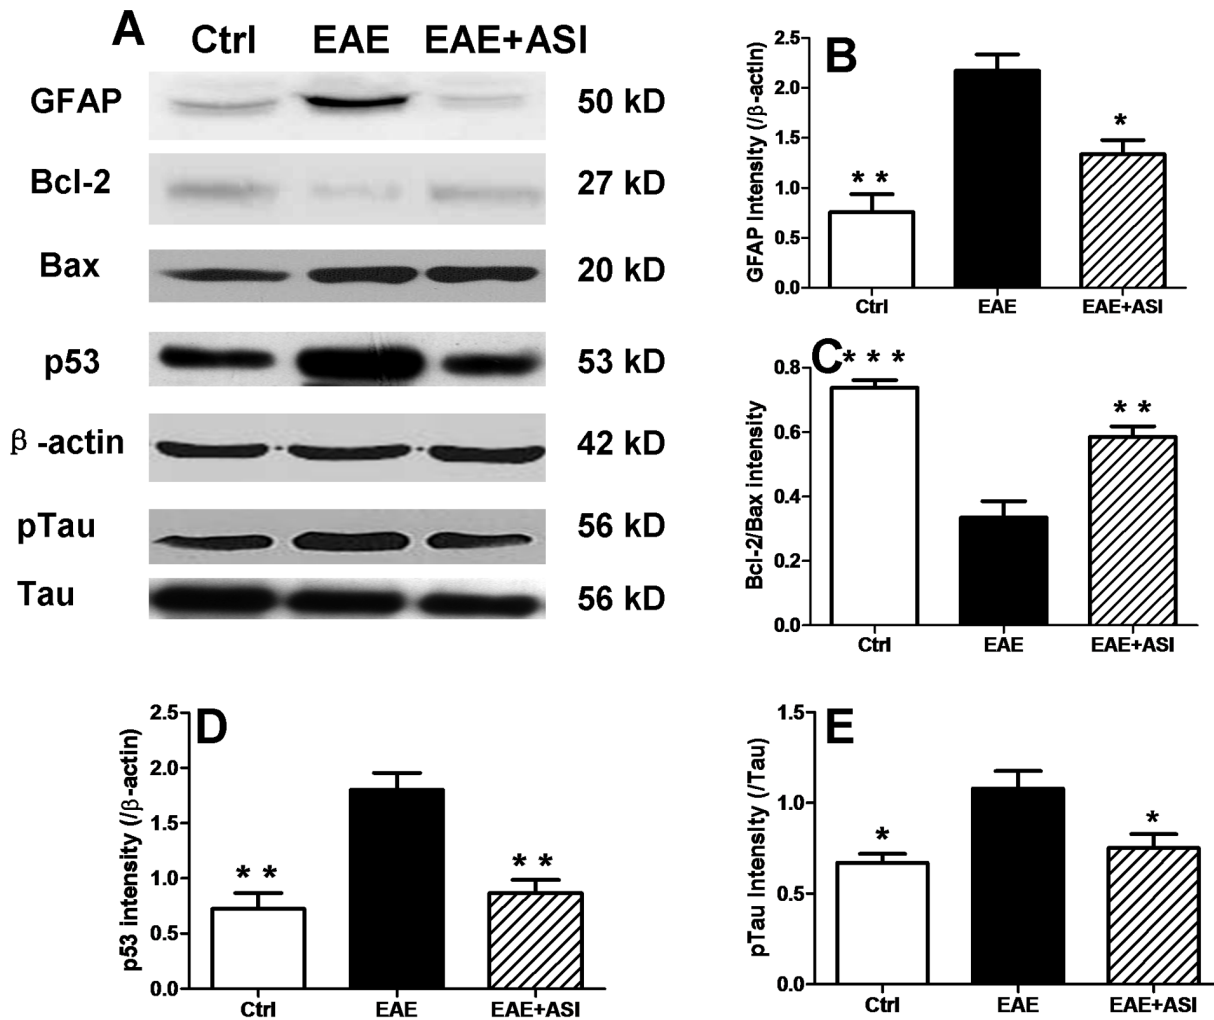 A
Ctrl EAE EAE+ASI
GFAP 50 kD
Bcl-2 27 kD
Bax 20 kD
p53 53 kD
β -actin 42 kD
pTau 56 kD
Tau 56 kD
B
GFAP Intensity (/β-actin)
2.5
2.0
1.5
1.0
0.5
0.0
* *
*
Ctrl EAE EAE+ASI
C
Bcl-2/Bax intensity
0.8
0.6
0.4
0.2
0.0
* * *
* *
Ctrl EAE EAE+ASI
D
p53 intensity (/β-actin)
2.5
2.0
1.5
1.0
0.5
0.0
* *
* *
Ctrl EAE EAE+ASI
E
pTau Intensity (/Tau)
1.5
1.0
0.5
0.0
*
*
Ctrl EAE EAE+ASI